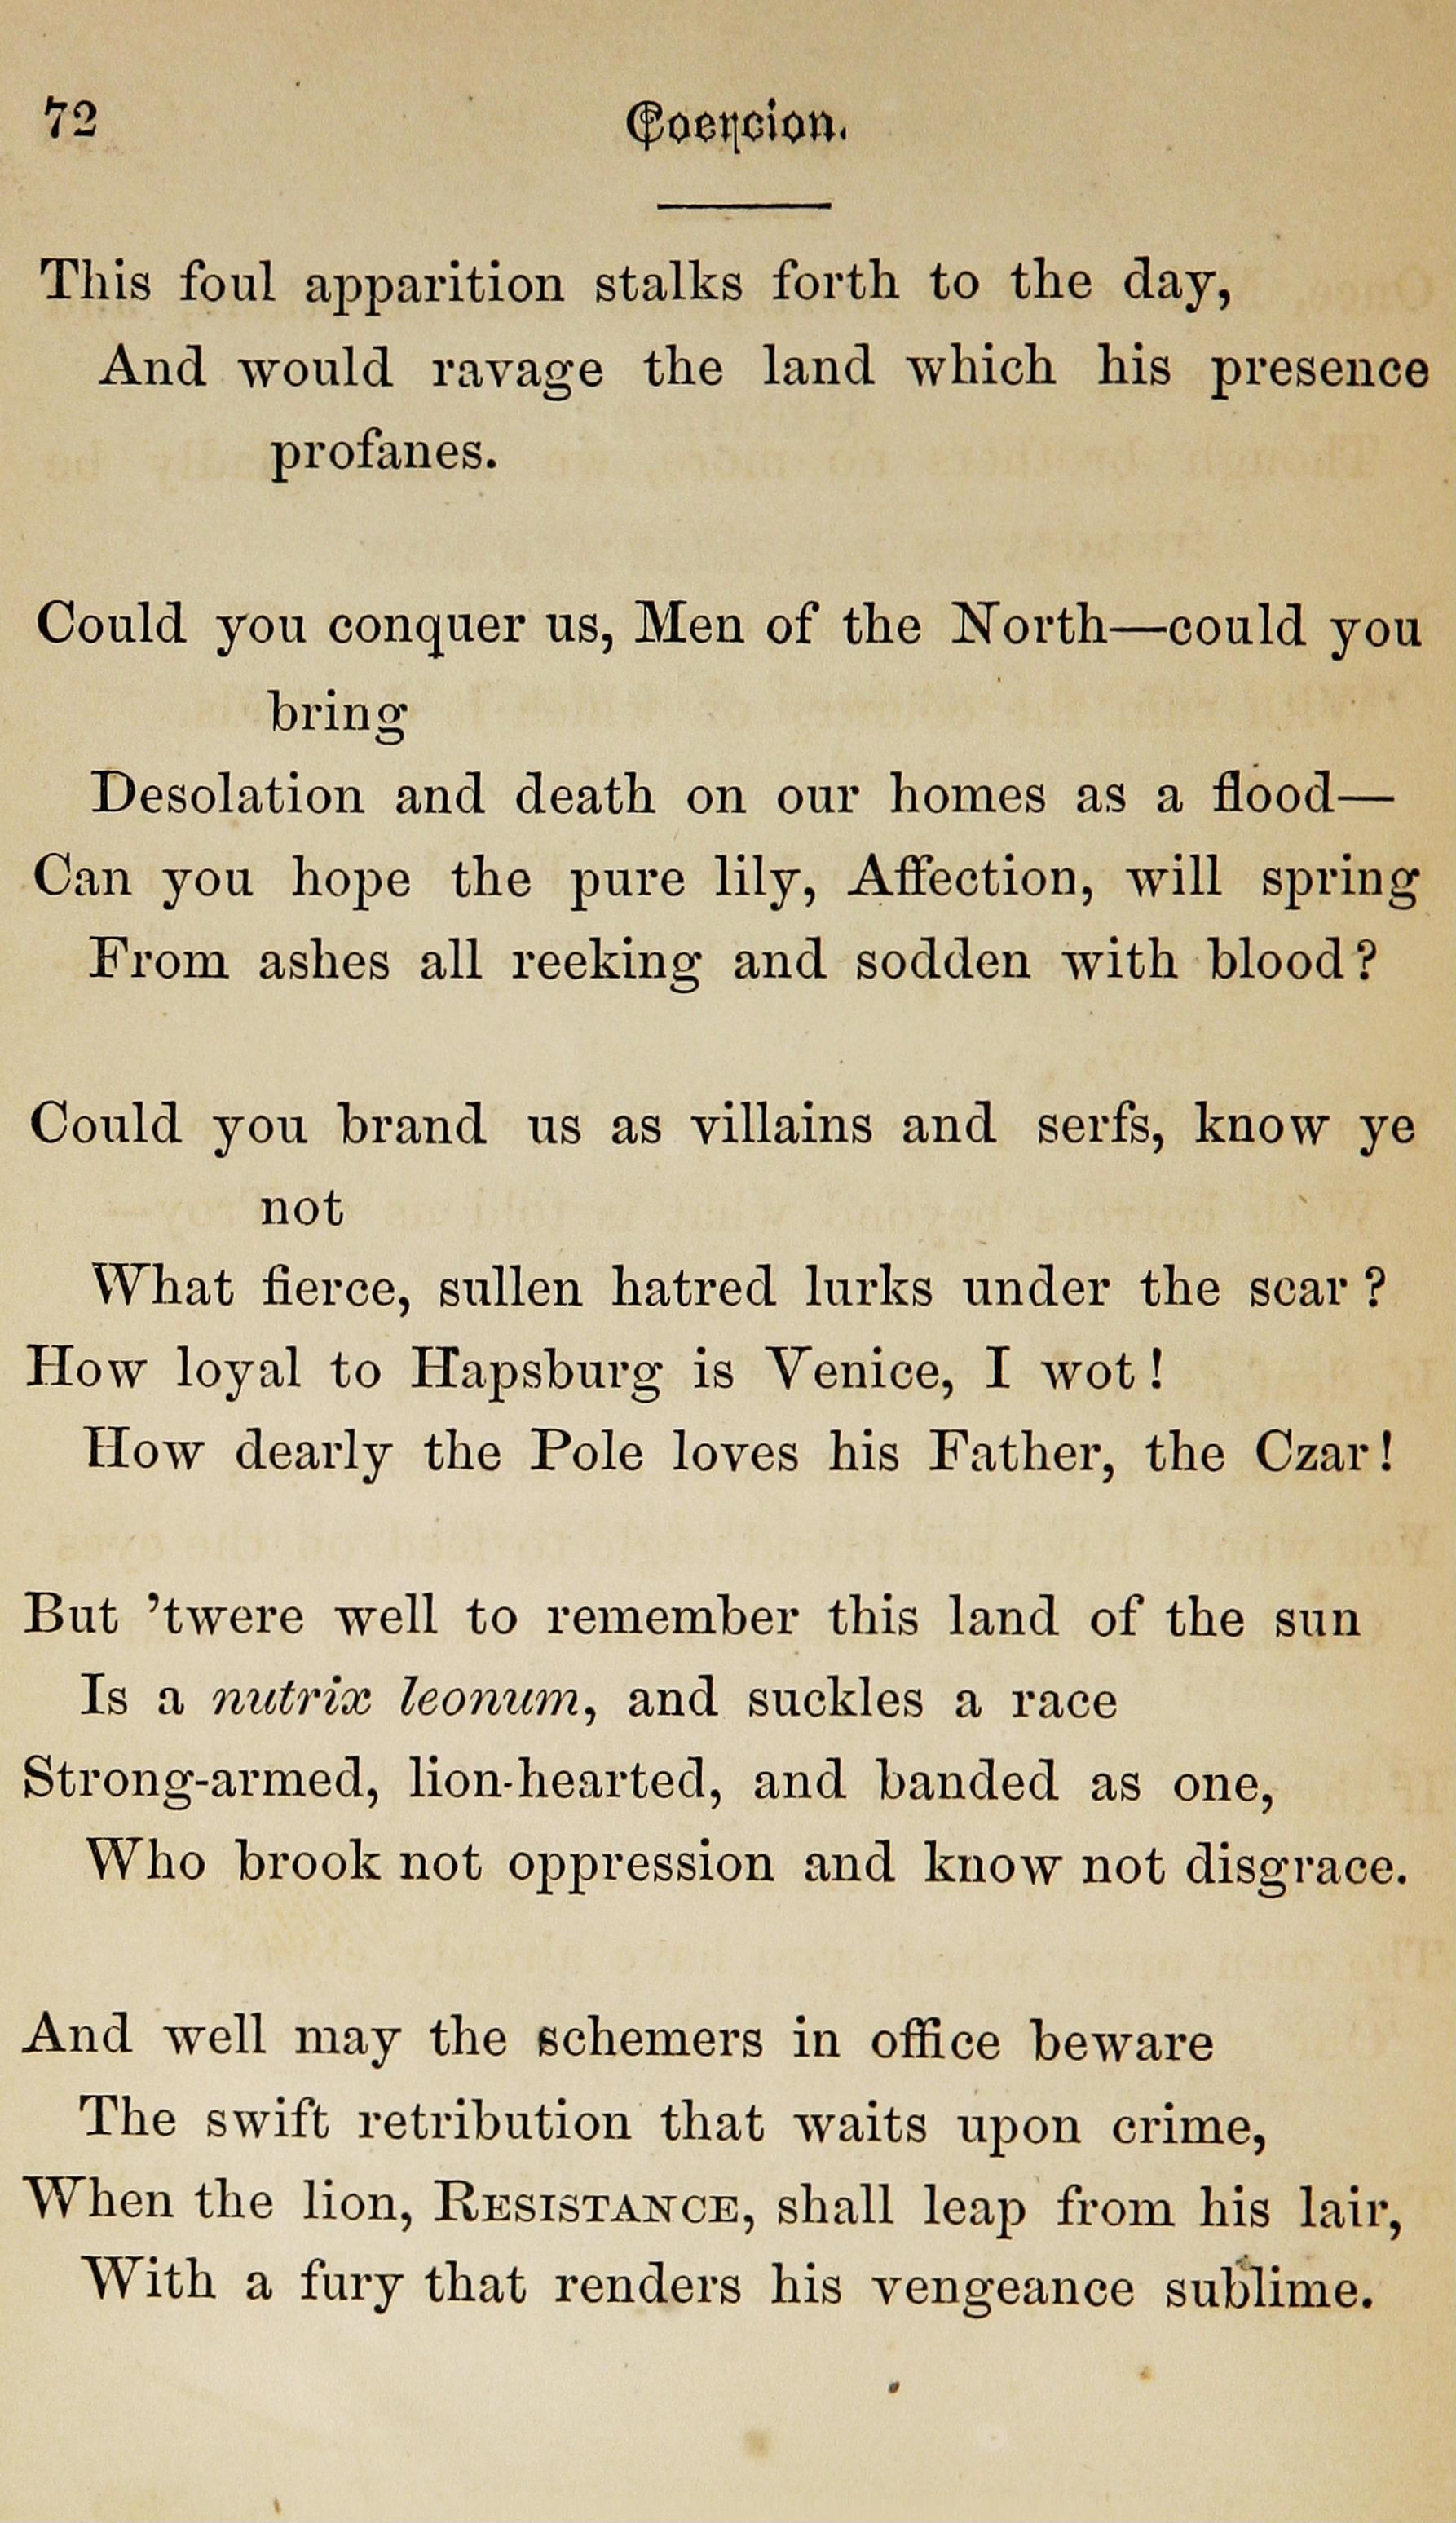 72 Coercion.
This foul apparition stalks forth to the day,
And would ravage the land which his presence
profanes.
Could you conquer us, Men of the North—could you
bring
Desolation and death on our homes as a flood—
Can you hope the pure lily, Affection, will spring
From ashes all reeking and sodden with blood?
Could you brand us as villains and serfs, know ye
not
What fierce, sullen hatred lurks under the scar?
How loyal to Hapsburg is Venice, I wot!
How dearly the Pole loves his Father, the Czar!
But 'twere well to remember this land of the sun
Is a nutrix leonum, and suckles a race
Strong-armed, lion-hearted, and banded as one,
Who brook not oppression and know not disgrace.
And well may the schemers in office beware
The swift retribution that waits upon crime,
When the lion, RESISTANCE, shall leap from his lair,
With a fury that renders his vengeance sublime.